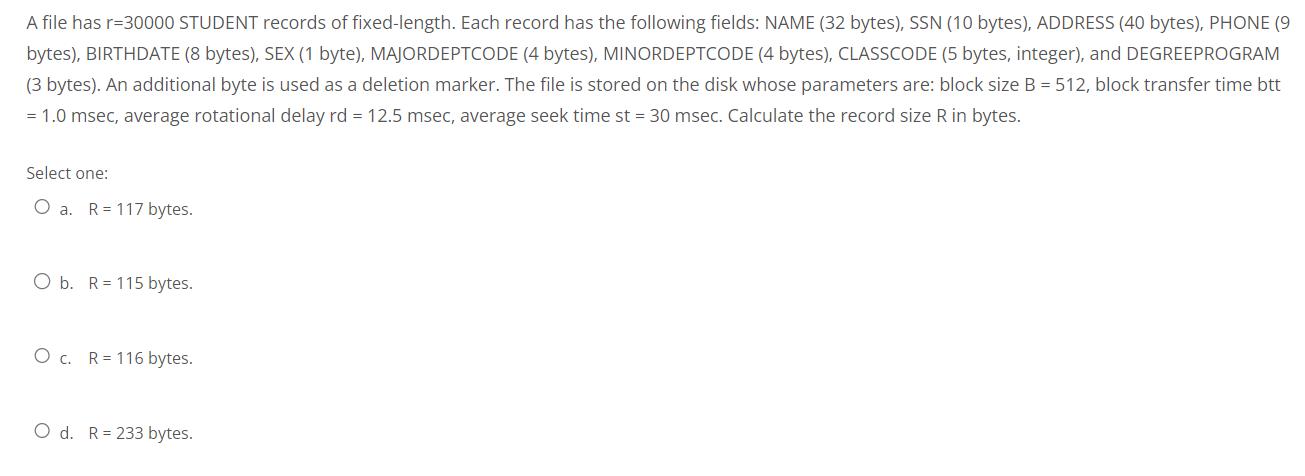 A file has r=30000 STUDENT records of fixed-length. Each record has the following fields: NAME (32 bytes), SSN (10 bytes), ADDRESS (40 bytes), PHONE (9
bytes), BIRTHDATE (8 bytes), SEX (1 byte), MAJORDEPTCODE (4 bytes), MINORDEPTCODE (4 bytes), CLASSCODE (5 bytes, integer), and DEGREEPROGRAM
(3 bytes). An additional byte is used as a deletion marker. The file is stored on the disk whose parameters are: block size B = 512, block transfer time btt
= 1.0 msec, average rotational delay rd = 12.5 msec, average seek time st = 30 msec. Calculate the record size R in bytes.
Select one:
a. R = 117 bytes.
b. R = 115 bytes.
c. R = 116 bytes.
d. R = 233 bytes.